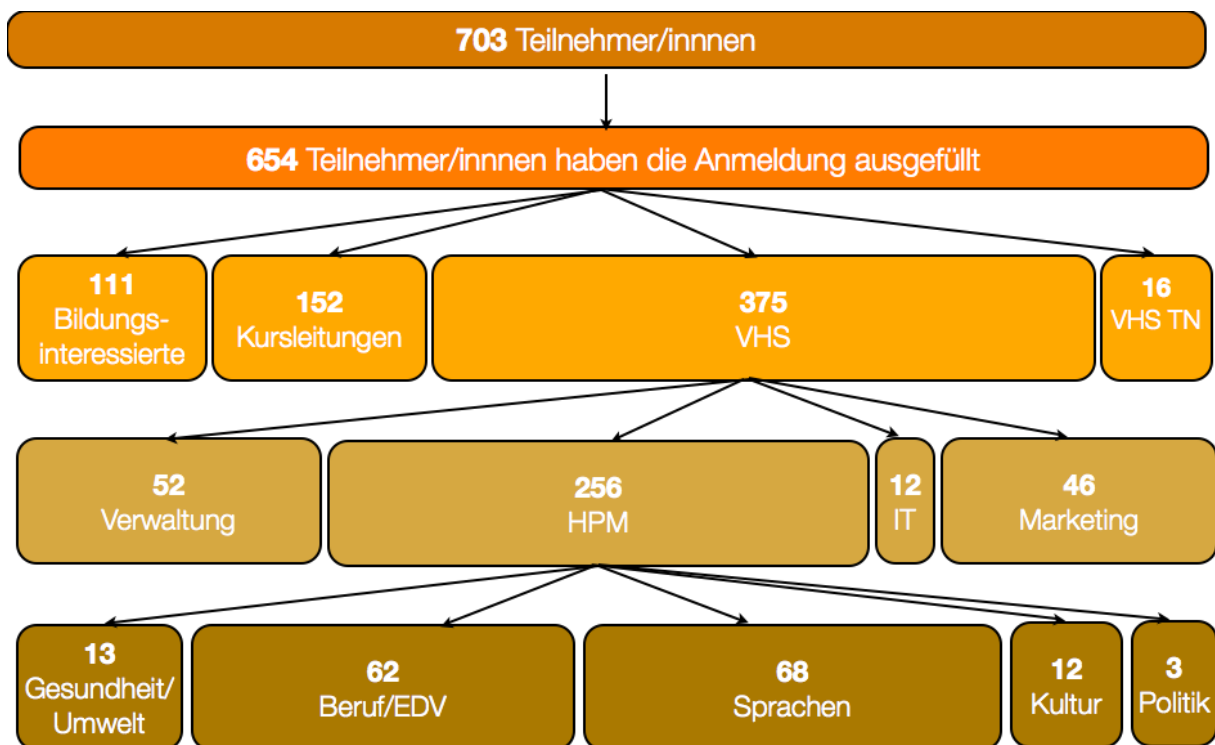 703 Teilnehmer/innnen
654 Teilnehmer/innnen haben die Anmeldung ausgefüllt
111
Bildungs-
interessierte
152
Kursleitungen
375
VHS
16
VHS TN
52
Verwaltung
256
HPM
12
IT
46
Marketing
13
Gesundheit/
Umwelt
62
Beruf/EDV
68
Sprachen
12
Kultur
3
Politik